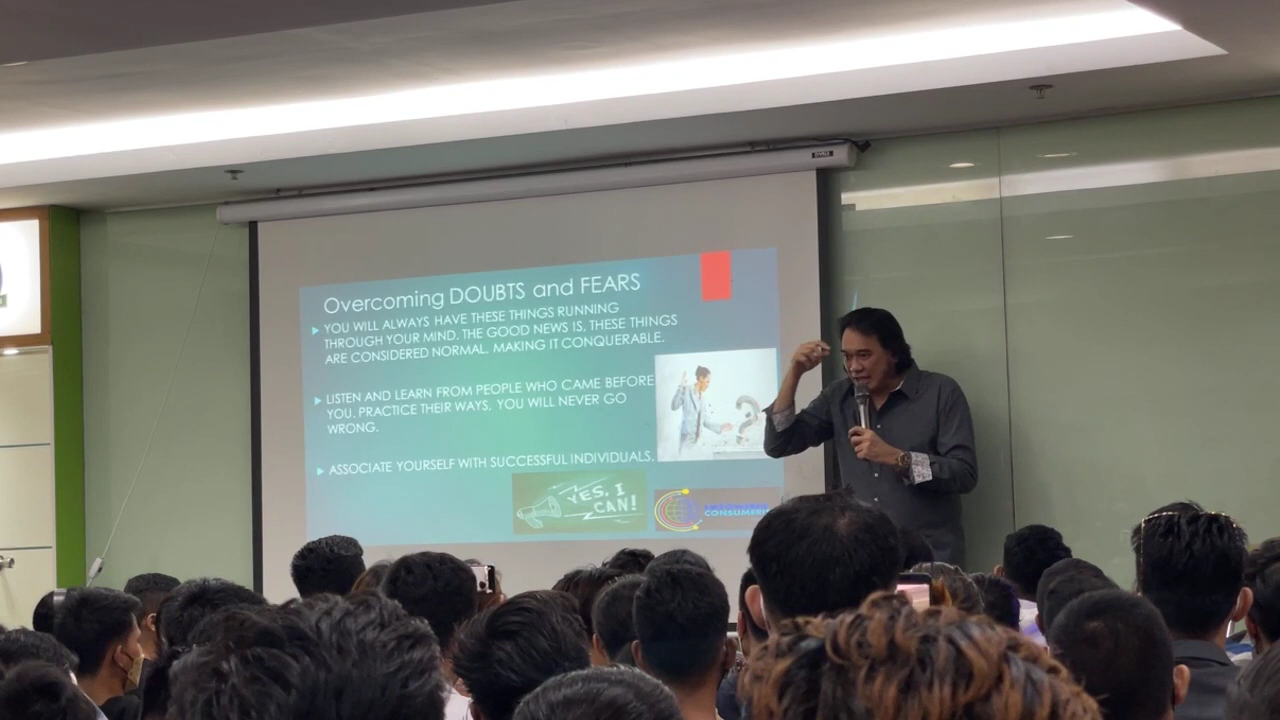 Overcoming DOUBTS and FEARS
YOU WILL ALWAYS HAVE THESE THINGS RUNNING
THROUGH YOUR MIND. THE GOOD NEWS IS, THESE THINGS
ARE CONSIDERED NORMAL. MAKING IT CONQUERABLE.
LISTEN AND LEARN FROM PEOPLE WHO CAME BEFORE
YOU. PRACTICE THEIR WAYS. YOU WILL NEVER GO
WRONG.
ASSOCIATE YOURSELF WITH SUCCESSFUL INDIVIDUALS.
YES, I
CAN!